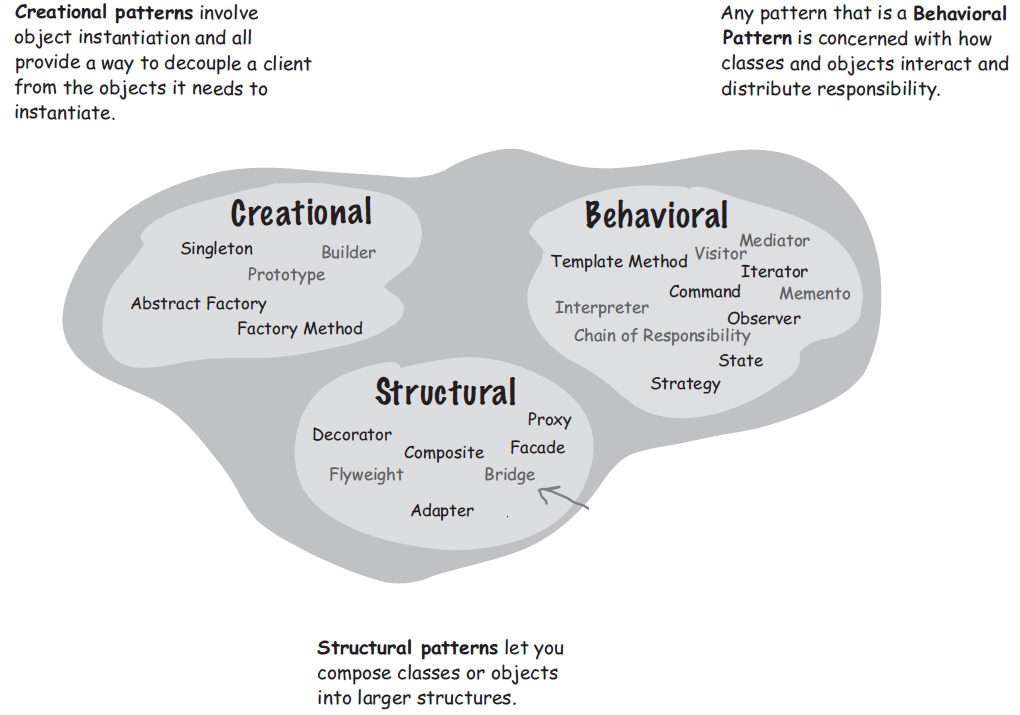 Creational patterns involve
object instantiation and all
provide a way to decouple a client
from the objects it needs to
instantiate.
Any pattern that is a Behavioral
Pattern is concerned with how
classes and objects interact and
distribute responsibility.
Creational
Singleton
Builder
Prototype
Abstract Factory
Factory Method
Behavioral
Mediator
Visitor
Template Method
Iterator
Command
Memento
Interpreter
Observer
Chain of Responsibility
State
Strategy
Structural
Proxy
Decorator
Facade
Composite
Flyweight
Bridge
Adapter
Structural patterns let you
compose classes or objects
into larger structures.